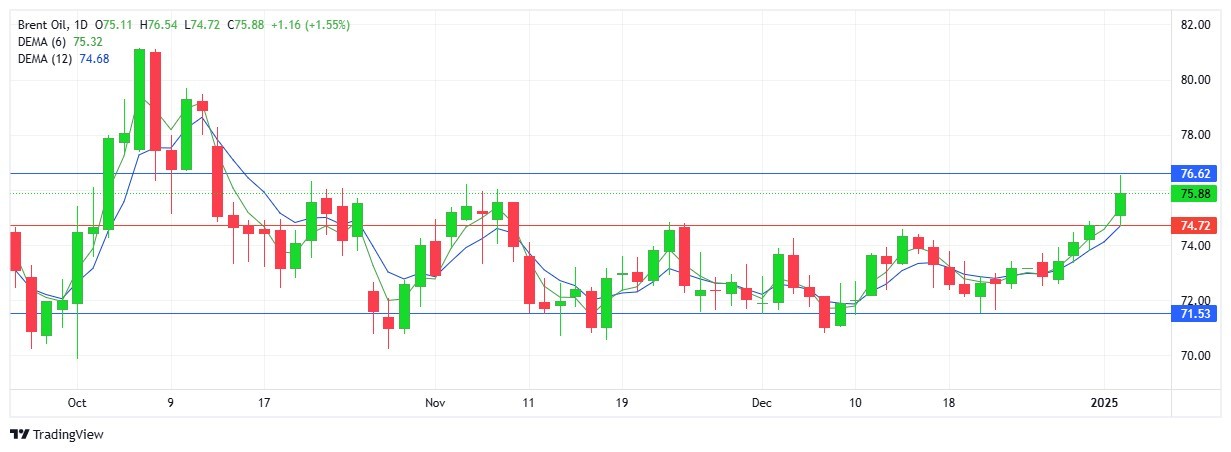 Brent Oil, 1D O75.11 H76.54 L74.72 C75.88 +1.16 (+1.55%)
DEMA (6) 75.32
DEMA (12) 74.68
82.00
80.00
78.00
76.62
75.88
74.72
74.00
72.00
71.53
70.00
Oct 9 17 Nov 11 19 Dec 10 18 2025
TradingView